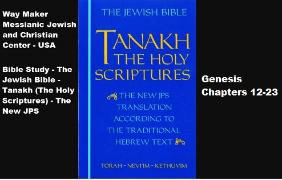 Way Maker
Messianic Jewish
and Christian
Center - USA
Bible Study - The
Jewish Bible -
Tanakh (The Holy
Scriptures) - The
New JPS
THE JEWISH BIBLE
TANAKH
THE HOLY
SCRIPTURES
THE NEW JPS
TRANSLATION
ACCORDING TO
THE TRADITIONAL
HEBREW TEXT
TORAH • NEVI'IM • KETHUVIM
Genesis
Chapters 12-23